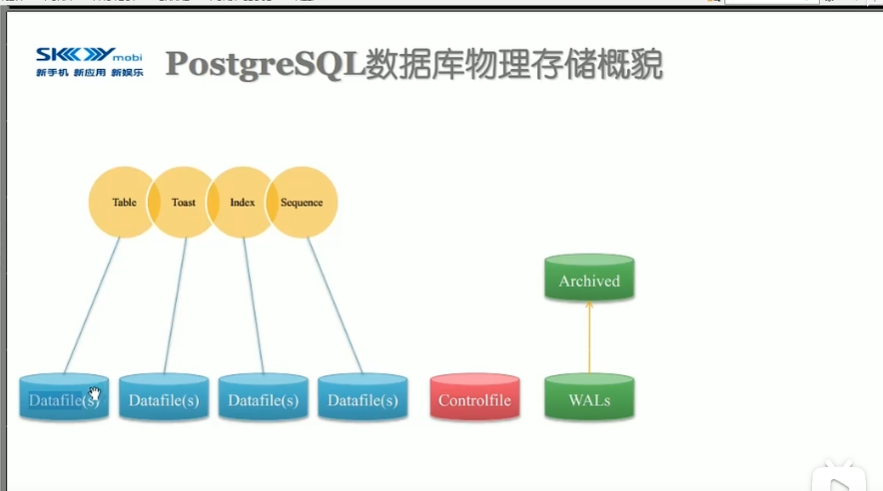 SKYmobi
新手机 新应用 新娱乐
PostgreSQL数据库物理存储概貌
Table Toast Index Sequence
Archived
Datafile(s) Datafile(s) Datafile(s) Datafile(s) Controlfile WALs